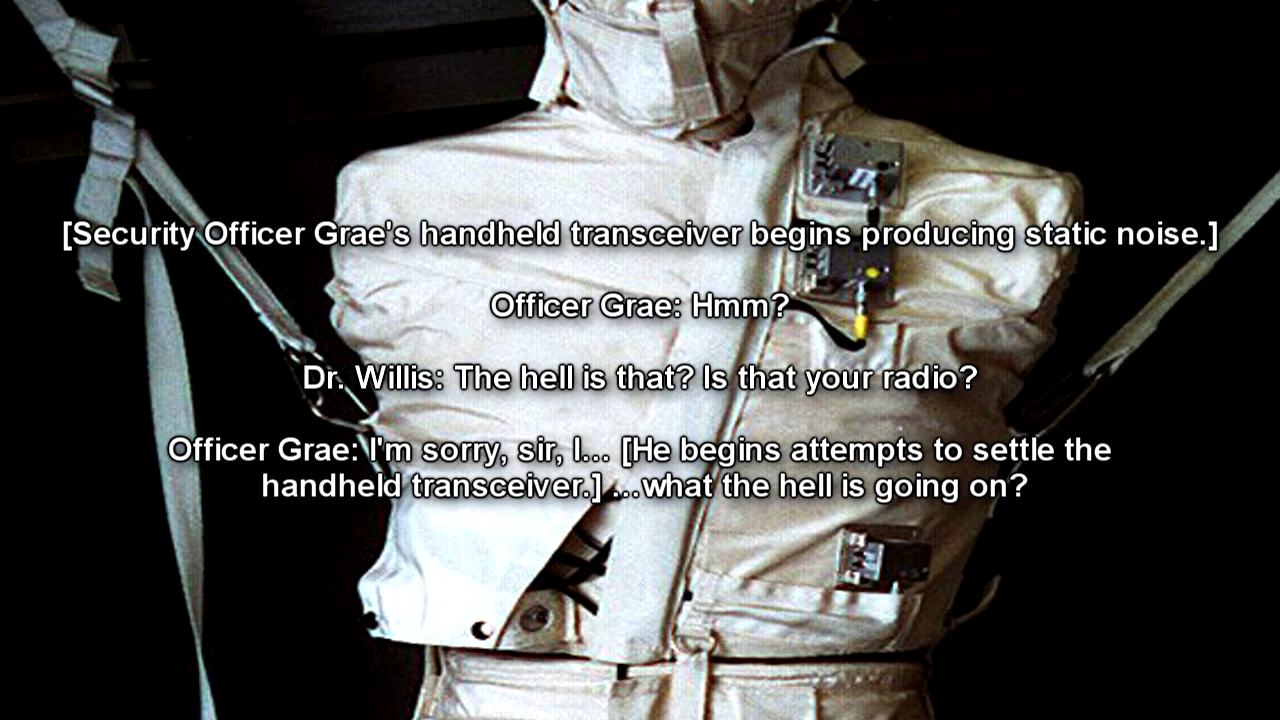 [Security Officer Grae's handheld transceiver begins producing static noise.]
Officer Grae: Hmm?
Dr. Willis: The hell is that? Is that your radio?
Officer Grae: I'm sorry, sir, I... [He begins attempts to settle the
handheld transceiver.] ...what the hell is going on?